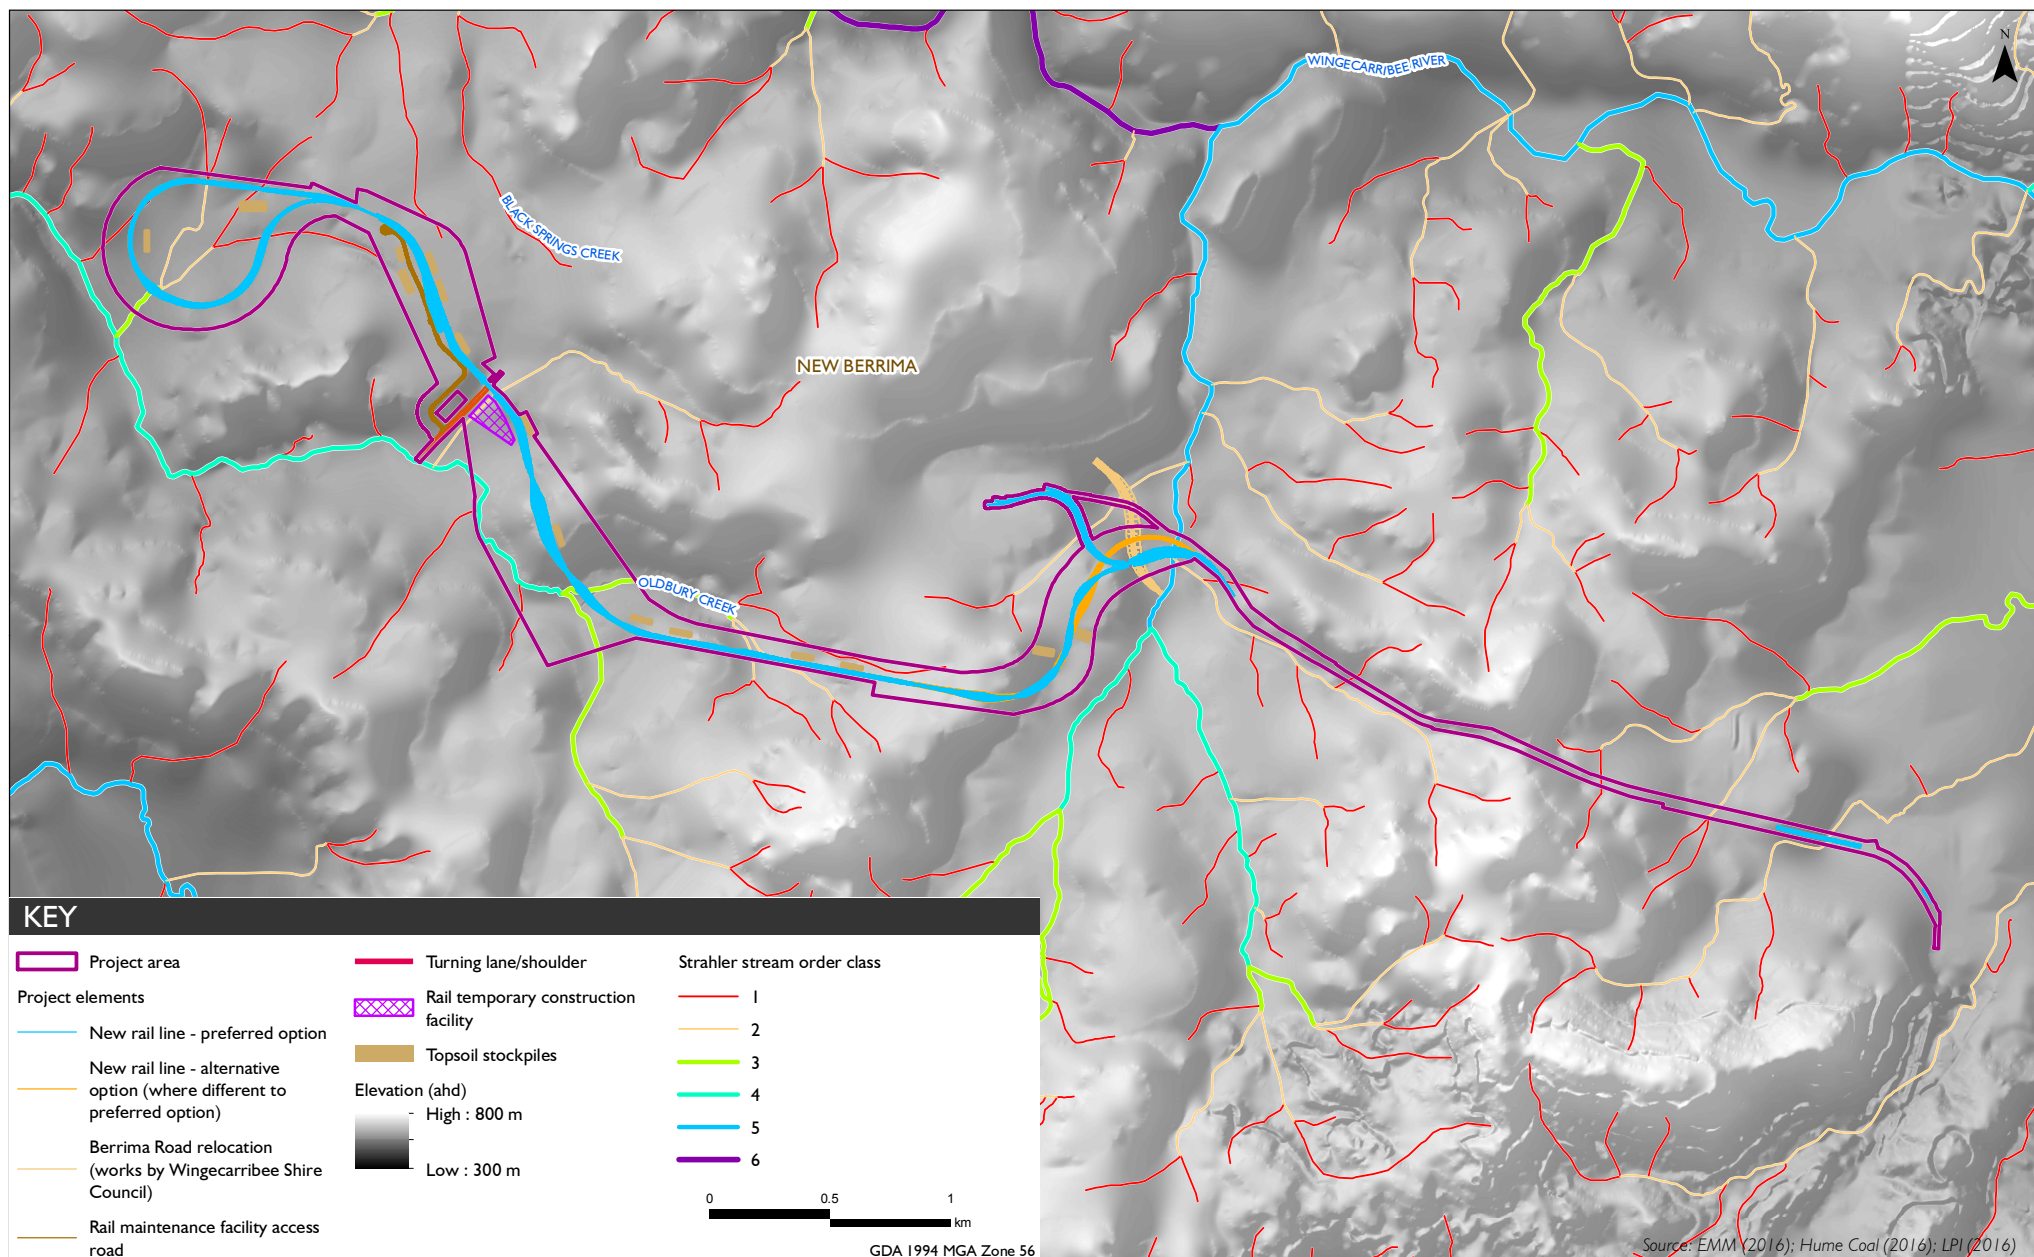 N
WINGECARRIBEE RIVER
BLACK SPRINGS CREEK
NEW BERRIMA
OLDBURY CREEK
KEY
Project area
Project elements
New rail line - preferred option
New rail line - alternative
option (where different to
preferred option)
Berrima Road relocation
(works by Wingecarribee Shire
Council)
Rail maintenance facility access
road
Turning lane/shoulder
Rail temporary construction
facility
Topsoil stockpiles
Elevation (ahd)
High : 800 m
Low : 300 m
Strahler stream order class
1
2
3
4
5
6
0 0.5 1
km
GDA 1994 MGA Zone 56
Source: EMM (2016); Hume Coal (2016); LPI (2016)